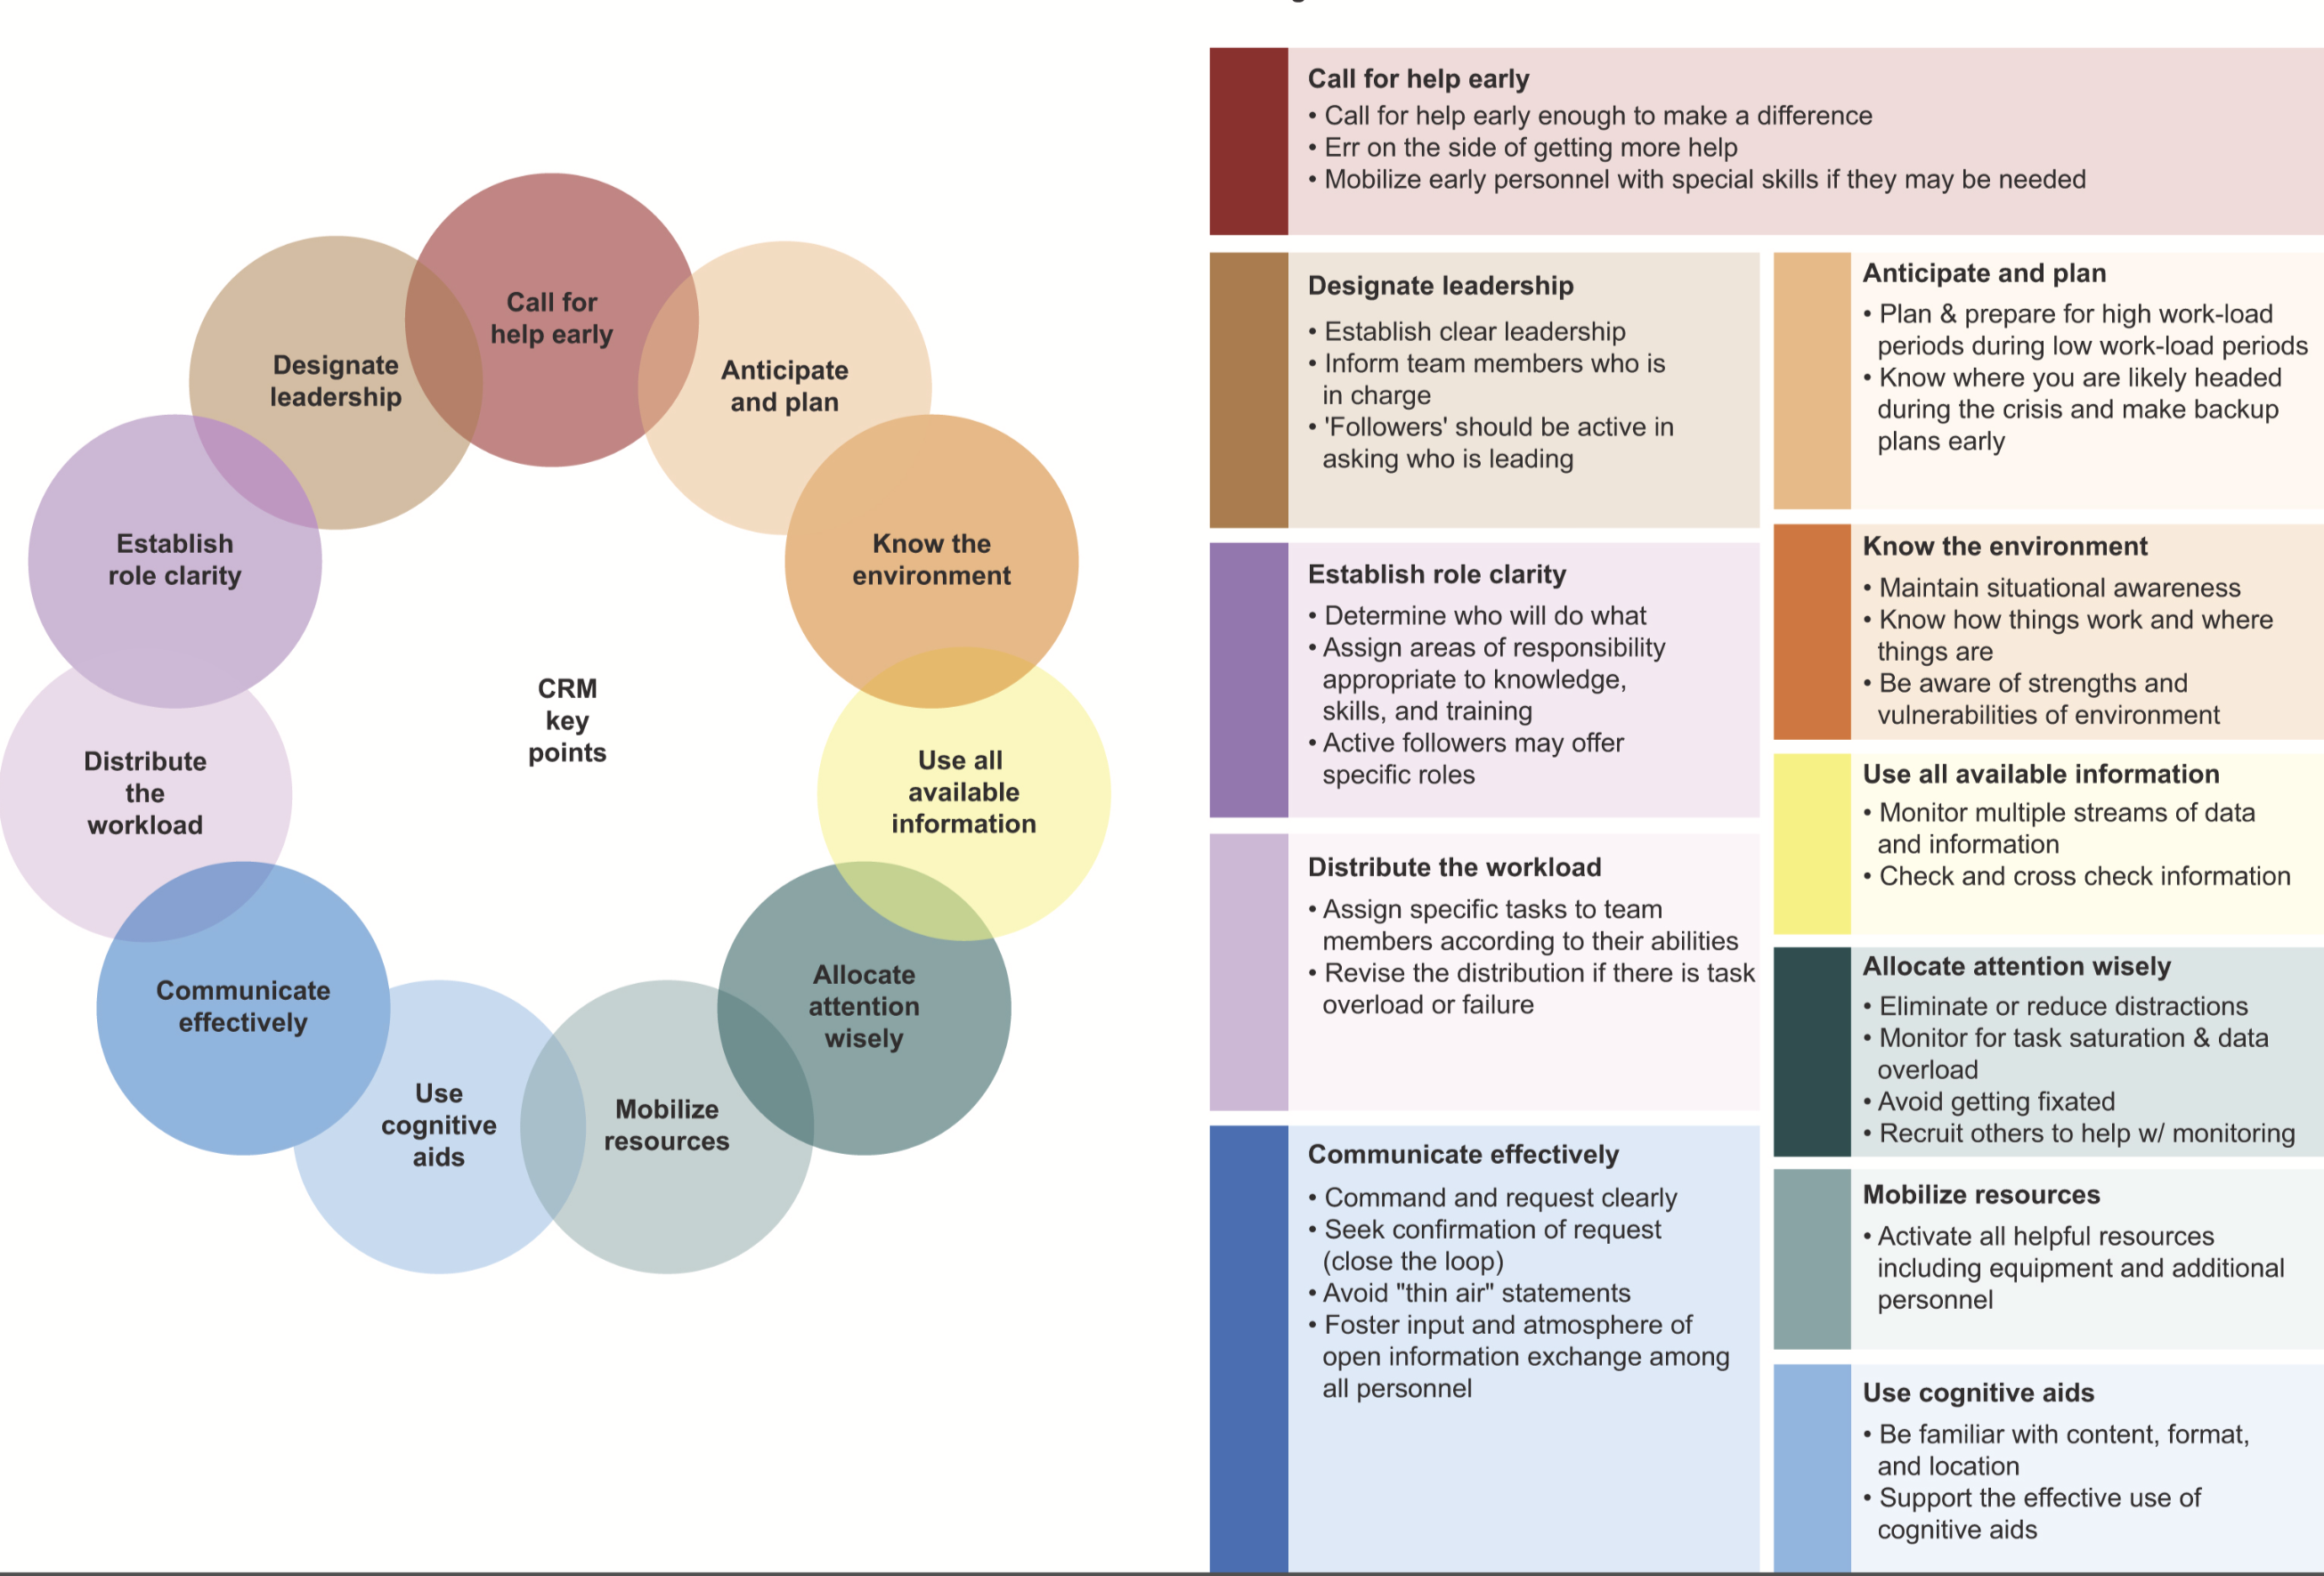 Call for
help early
Designate
leadership
Anticipate
and plan
Establish
role clarity
Know the
environment
CRM
key
points
Distribute
the
workload
Use all
available
information
Communicate
effectively
Allocate
attention
wisely
Use
cognitive
aids
Mobilize
resources
Call for help early
• Call for help early enough to make a difference
• Err on the side of getting more help
• Mobilize early personnel with special skills if they may be needed
Designate leadership
• Establish clear leadership
• Inform team members who is
in charge
• 'Followers' should be active in
asking who is leading
Establish role clarity
• Determine who will do what
• Assign areas of responsibility
appropriate to knowledge,
skills, and training
• Active followers may offer
specific roles
Distribute the workload
• Assign specific tasks to team
members according to their abilities
• Revise the distribution if there is task
overload or failure
Communicate effectively
• Command and request clearly
• Seek confirmation of request
(close the loop)
• Avoid "thin air" statements
• Foster input and atmosphere of
open information exchange among
all personnel
Anticipate and plan
• Plan & prepare for high work-load
periods during low work-load periods
• Know where you are likely headed
during the crisis and make backup
plans early
Know the environment
• Maintain situational awareness
• Know how things work and where
things are
• Be aware of strengths and
vulnerabilities of environment
Use all available information
• Monitor multiple streams of data
and information
• Check and cross check information
Allocate attention wisely
• Eliminate or reduce distractions
• Monitor for task saturation & data
overload
• Avoid getting fixated
• Recruit others to help w/ monitoring
Mobilize resources
• Activate all helpful resources
including equipment and additional
personnel
Use cognitive aids
• Be familiar with content, format,
and location
• Support the effective use of
cognitive aids